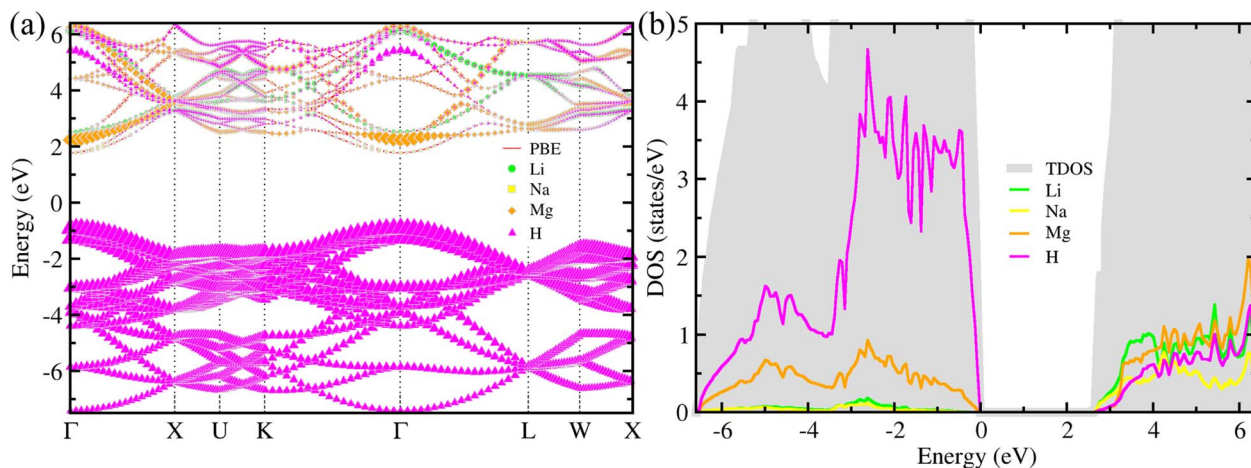 (a)
Energy (eV)
6
4
2
0
-2
-4
-6
Γ X U K Γ L W X
PBE
Li
Na
Mg
H
(b)
DOS (states/eV)
5
4
3
2
1
0
-6 -4 -2 0 2 4 6
Energy (eV)
TDOS
Li
Na
Mg
H